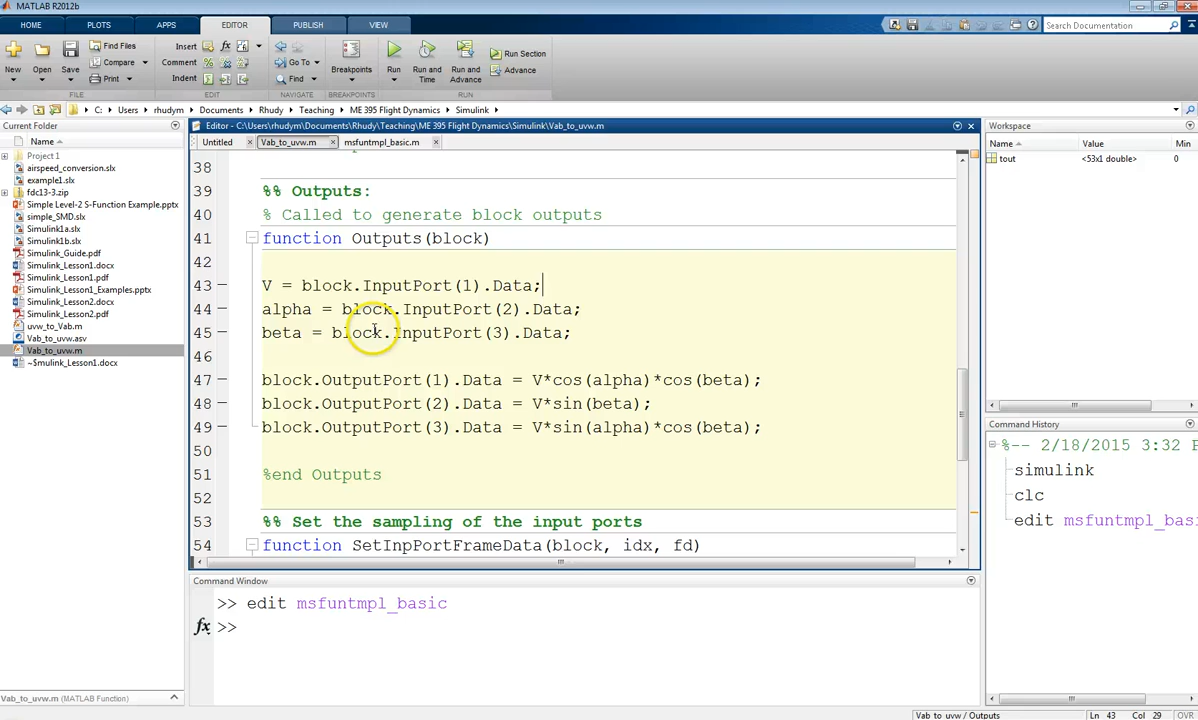 MATLAB R2012b
HOME PLOTS APPS EDITOR PUBLISH VIEW
Search Documentation
New Open Save Find Files Compare Print
Insert Comment Indent
Go To Find
Breakpoints
Run Run and Time Run and Advance Run Section Advance
FILE EDIT NAVIGATE BREAKPOINTS RUN
C: Users rhudym Documents Rhudy Teaching ME 395 Flight Dynamics Simulink
Current Folder
Name
Project 1
airspeed_conversion.slx
example1.slx
fdc13-3.zip
Simple Level-2 S-Function Example.pptx
simple_SMD.slx
Simulink1a.slx
Simulink1b.slx
Simulink_Guide.pdf
Simulink_Lesson1.docx
Simulink_Lesson1.pdf
Simulink_Lesson1_Examples.pptx
Simulink_Lesson2.docx
Simulink_Lesson2.pdf
uvw_to_Vab.m
Vab_to_uvw.asv
Vab_to_uvw.m
~$mulink_Lesson1.docx
Vab_to_uvw.m (MATLAB Function)
Editor - C:\Users\rhudym\Documents\Rhudy\Teaching\ME 395 Flight Dynamics\Simulink\Vab_to_uvw.m
Untitled Vab_to_uvw.m msfuntmpl_basic.m
38
39 %% Outputs:
40 % Called to generate block outputs
41 function Outputs(block)
42
43 V = block.InputPort(1).Data;
44 alpha = block.InputPort(2).Data;
45 beta = block.InputPort(3).Data;
46
47 block.OutputPort(1).Data = V*cos(alpha)*cos(beta);
48 block.OutputPort(2).Data = V*sin(beta);
49 block.OutputPort(3).Data = V*sin(alpha)*cos(beta);
50
51 %end Outputs
52
53 %% Set the sampling of the input ports
54 function SetInpPortFrameData(block, idx, fd)
Command Window
>> edit msfuntmpl_basic
fx >>
Workspace
Name Value Min
tout <53x1 double> 0
Command History
%-- 2/18/2015 3:32 P
simulink
clc
edit msfuntmpl_bas
Vab_to_uvw / Outputs Ln 43 Col 29 OVR